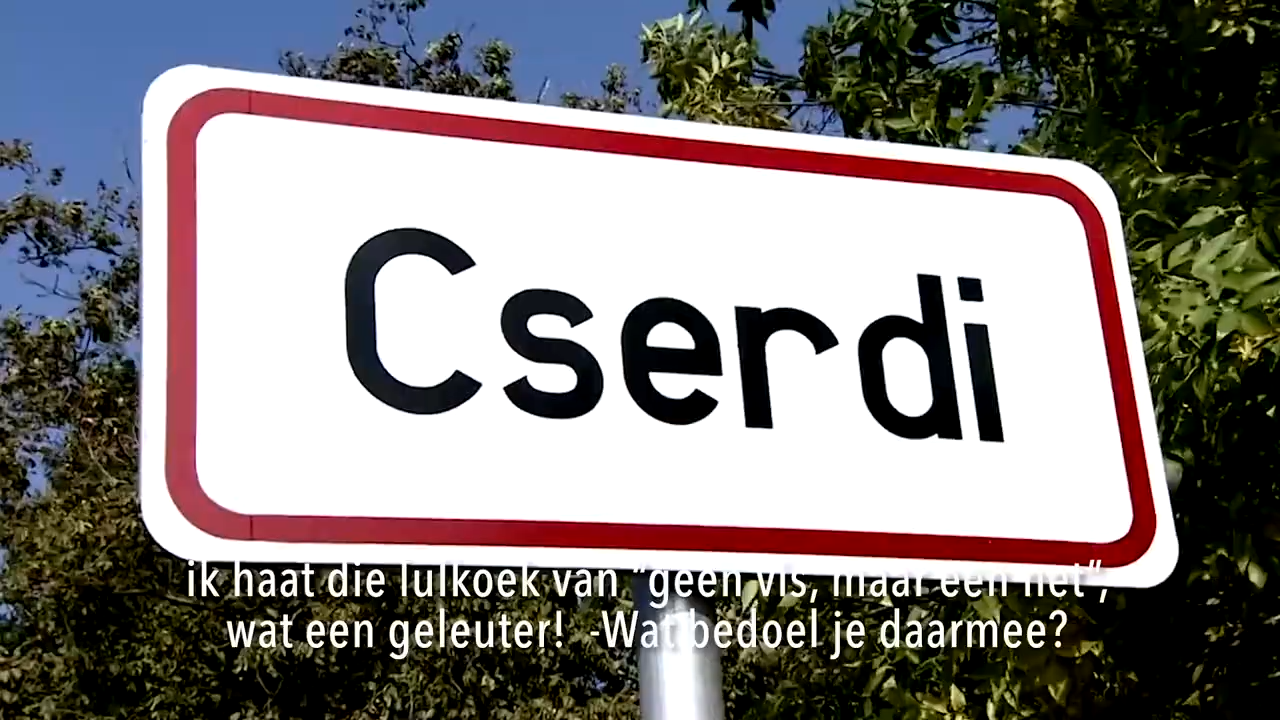 Cserdi
ik haat die lulkoek van “geen vis, maar een net”,
wat een geleuter! -Wat bedoel je daarmee?